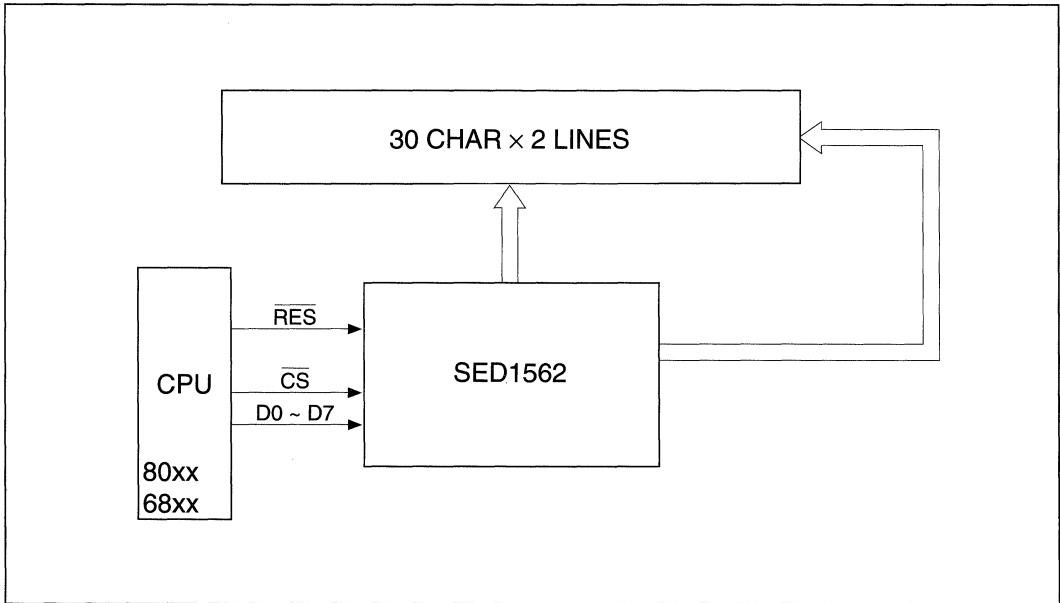 30 CHAR × 2 LINES
RES
CS
D0 ~ D7
CPU
80xx
68xx
SED1562